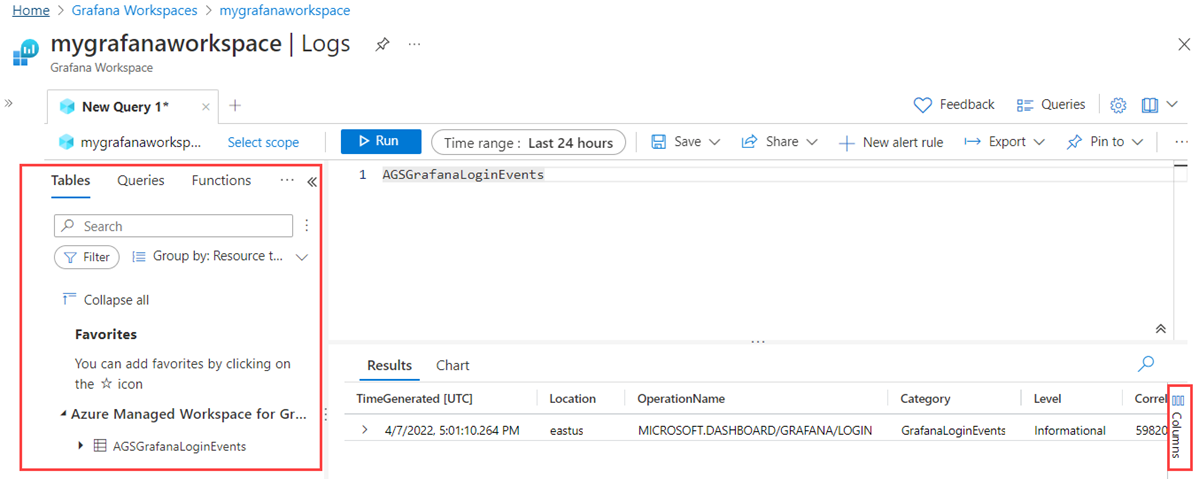 Home > Grafana Workspaces > mygrafanaworkspace
mygrafanaworkspace | Logs
Grafana Workspace
New Query 1*
Feedback
Queries
mygrafanaworksp...
Select scope
Run
Time range : Last 24 hours
Save
Share
New alert rule
Export
Pin to
Tables
Queries
Functions
1 AGSGrafanaLoginEvents
Search
Filter
Group by: Resource t...
Collapse all
Favorites
You can add favorites by clicking on
the ☆ icon
Azure Managed Workspace for Gr...
AGSGrafanaLoginEvents
Results
Chart
TimeGenerated [UTC] Location OperationName Category Level Correl
4/7/2022, 5:01:10.264 PM eastus MICROSOFT.DASHBOARD/GRAFANA/LOGIN GrafanaLoginEvents Informational 59820
Columns